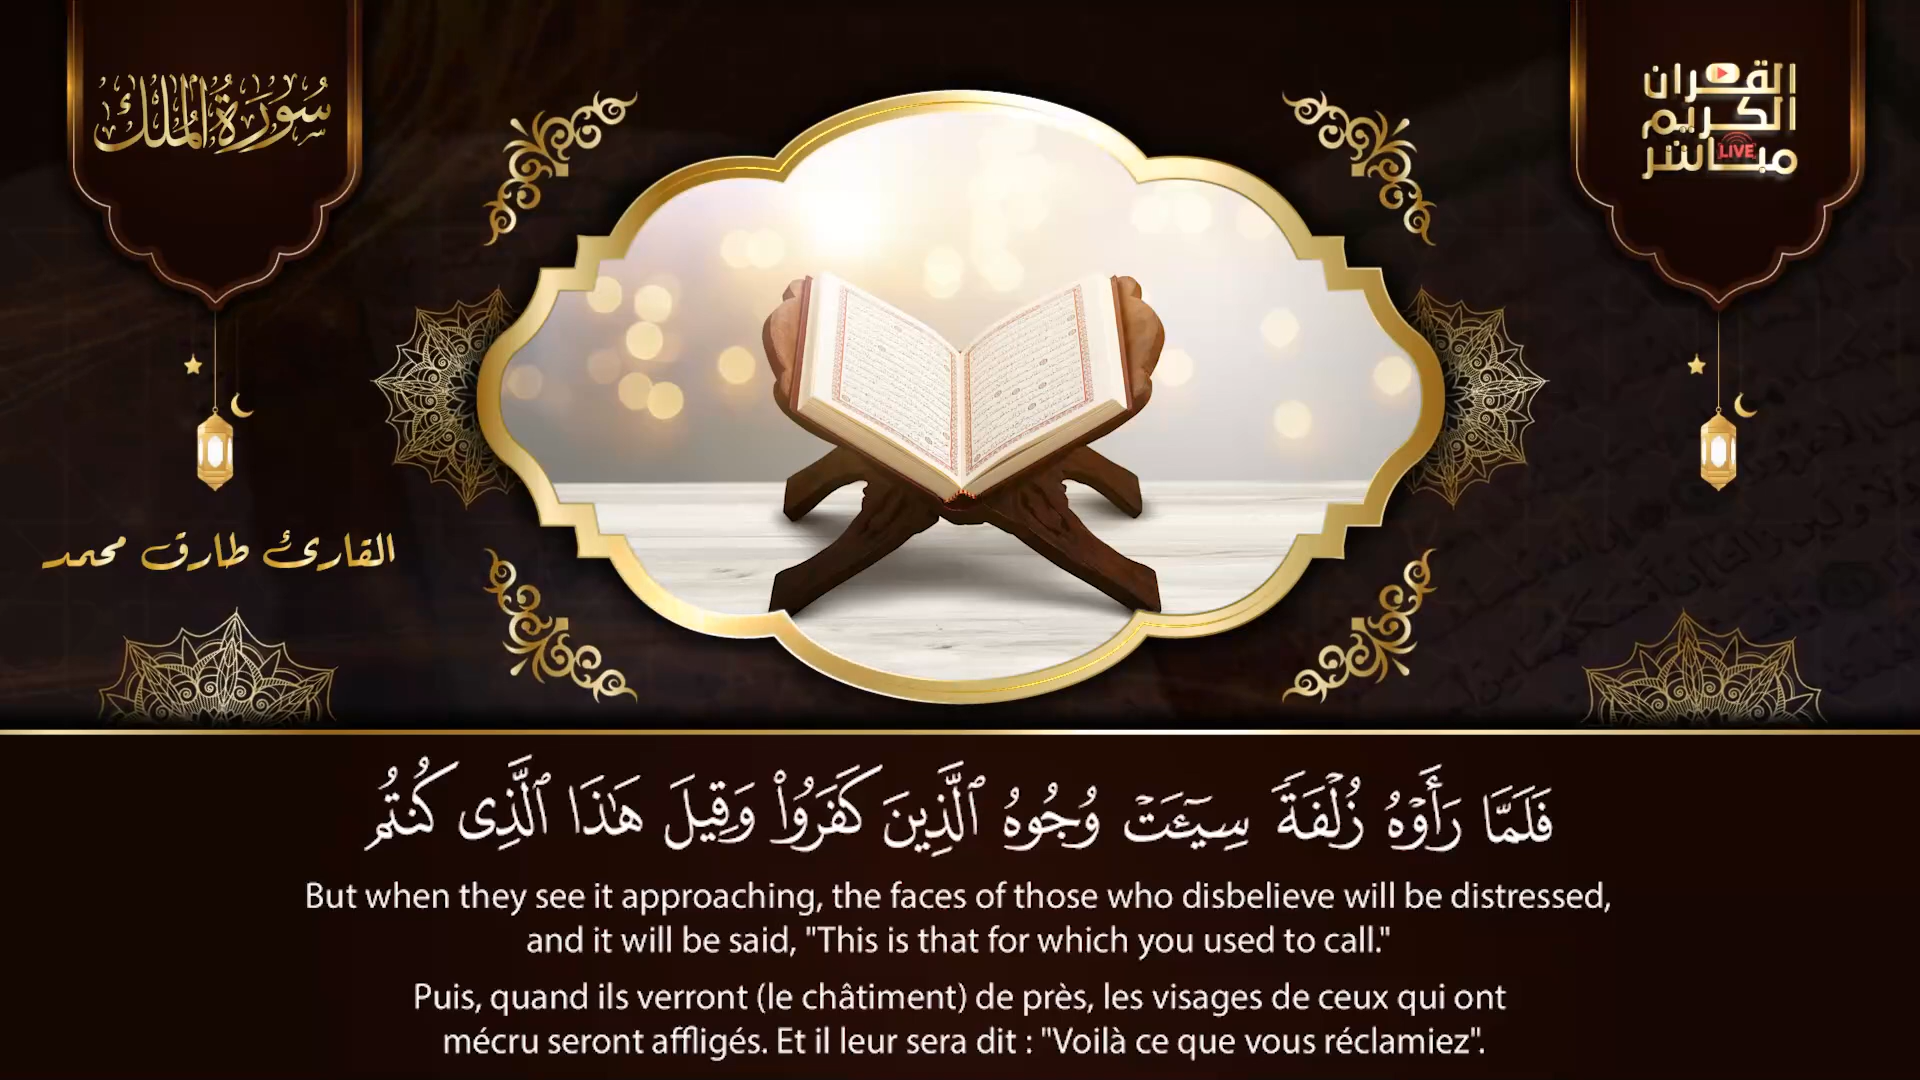 سُورَةُ الْمُلْكِ
القرآن
الكريم
مباشر
LIVE
القارئ طارق محمد
فَلَمَّا رَأَوْهُ زُلْفَةً سِيٓـَٔتْ وُجُوهُ ٱلَّذِينَ كَفَرُوا۟ وَقِيلَ هَٰذَا ٱلَّذِى كُنتُم
But when they see it approaching, the faces of those who disbelieve will be distressed,
and it will be said, "This is that for which you used to call."
Puis, quand ils verront (le châtiment) de près, les visages de ceux qui ont
mécru seront affligés. Et il leur sera dit : "Voilà ce que vous réclamiez".